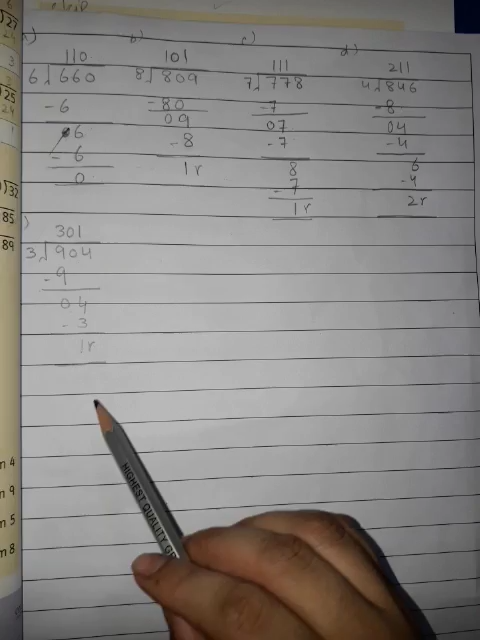 a) b) c) d)
110 101 111 211
6)660 8)809 7)778 4)846
-6 -80 -7 -8
06 09 07 04
-6 -8 -7 -4
0 1r 8 6
-7 -4
1r 2r
301
3)904
-9
04
-3
1r
HIGHEST QUALITY